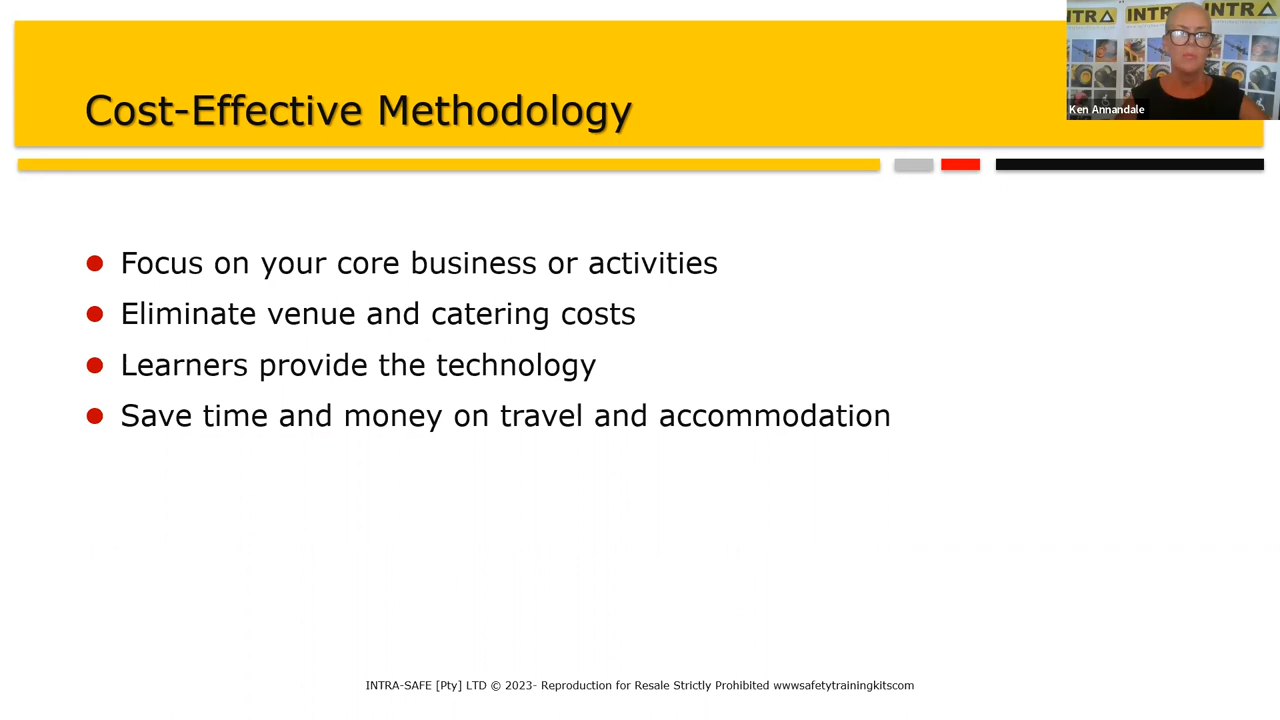 INTRA INTRA INTRA
Cost-Effective Methodology
Ken Annandale
Focus on your core business or activities
Eliminate venue and catering costs
Learners provide the technology
Save time and money on travel and accommodation
INTRA-SAFE [Pty] LTD © 2023- Reproduction for Resale Strictly Prohibited wwwsafetytrainingkitscom